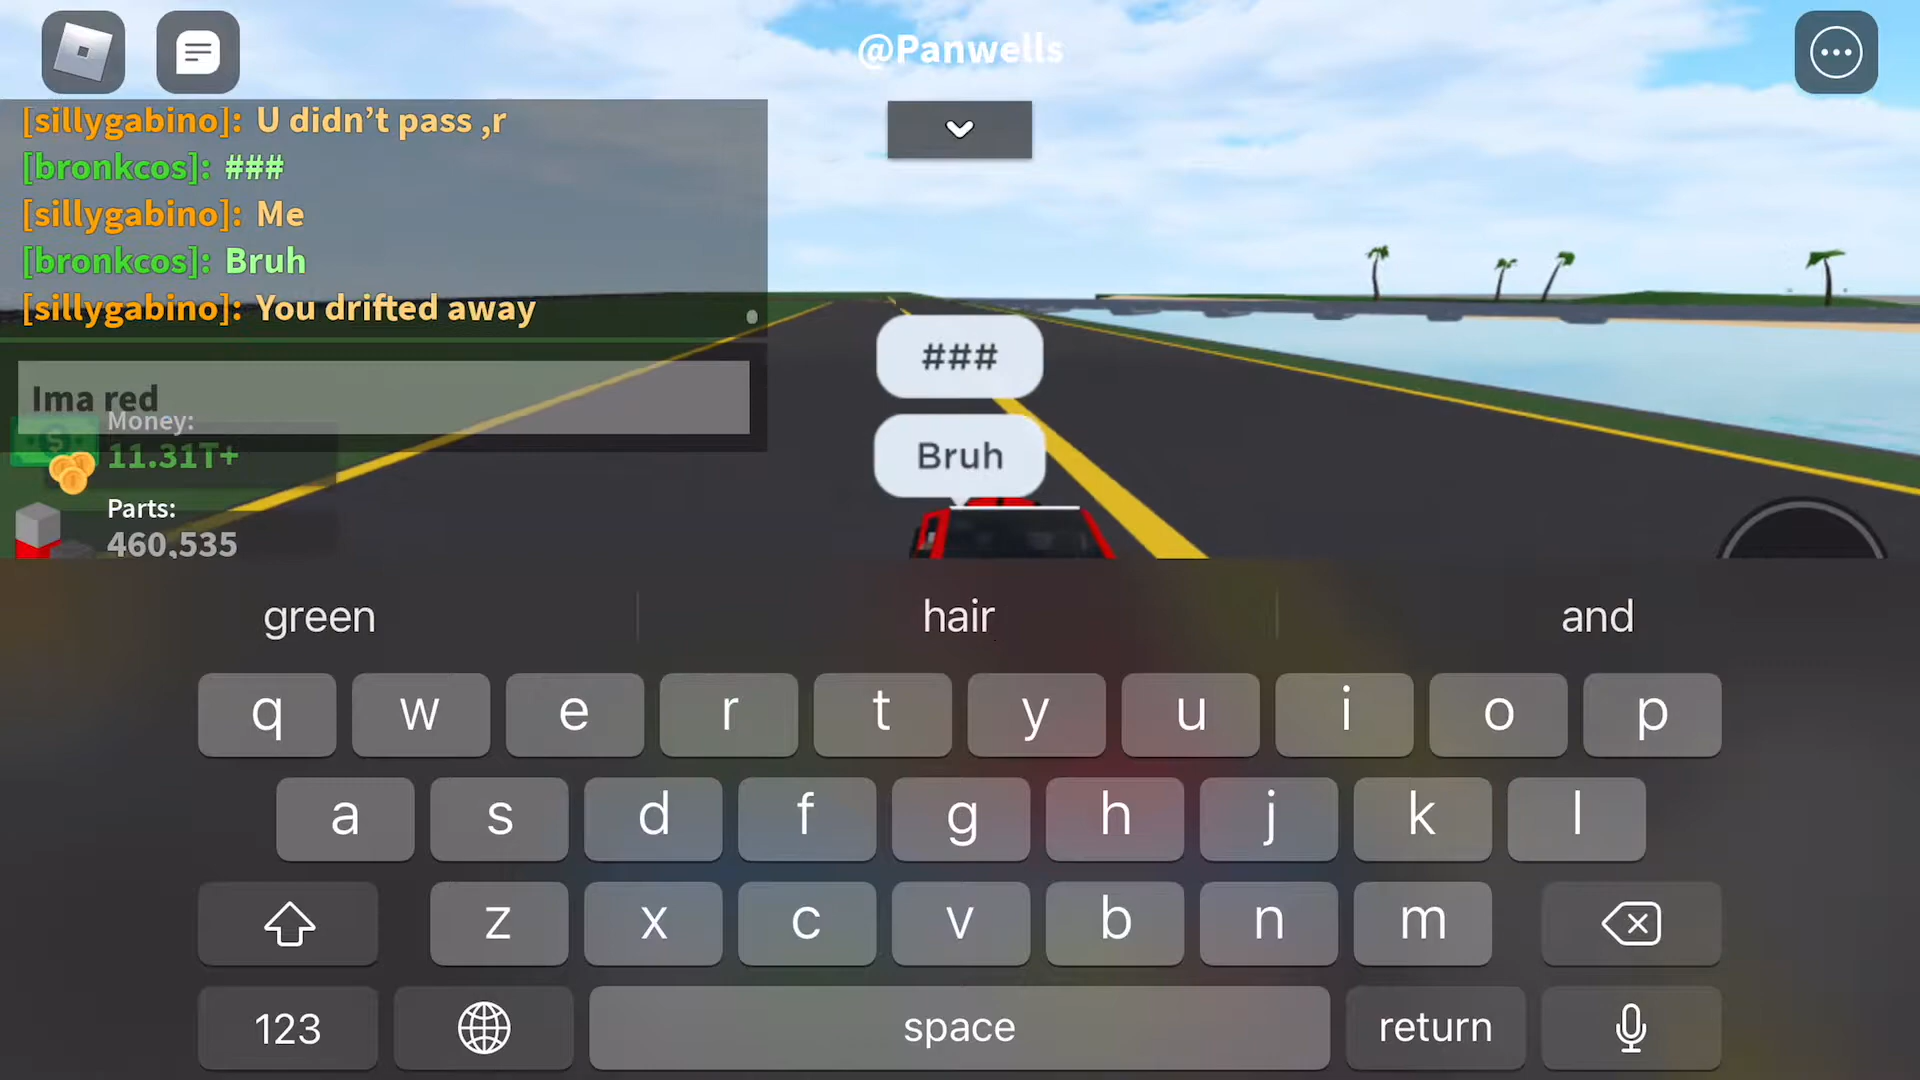 @Panwells
[sillygabino]: U didn’t pass ,r
[bronkcos]: ###
[sillygabino]: Me
[bronkcos]: Bruh
[sillygabino]: You drifted away
Ima red
Money:
11.31T+
Parts:
460,535
###
Bruh
green hair and
q w e r t y u i o p
a s d f g h j k l
z x c v b n m
123 space return